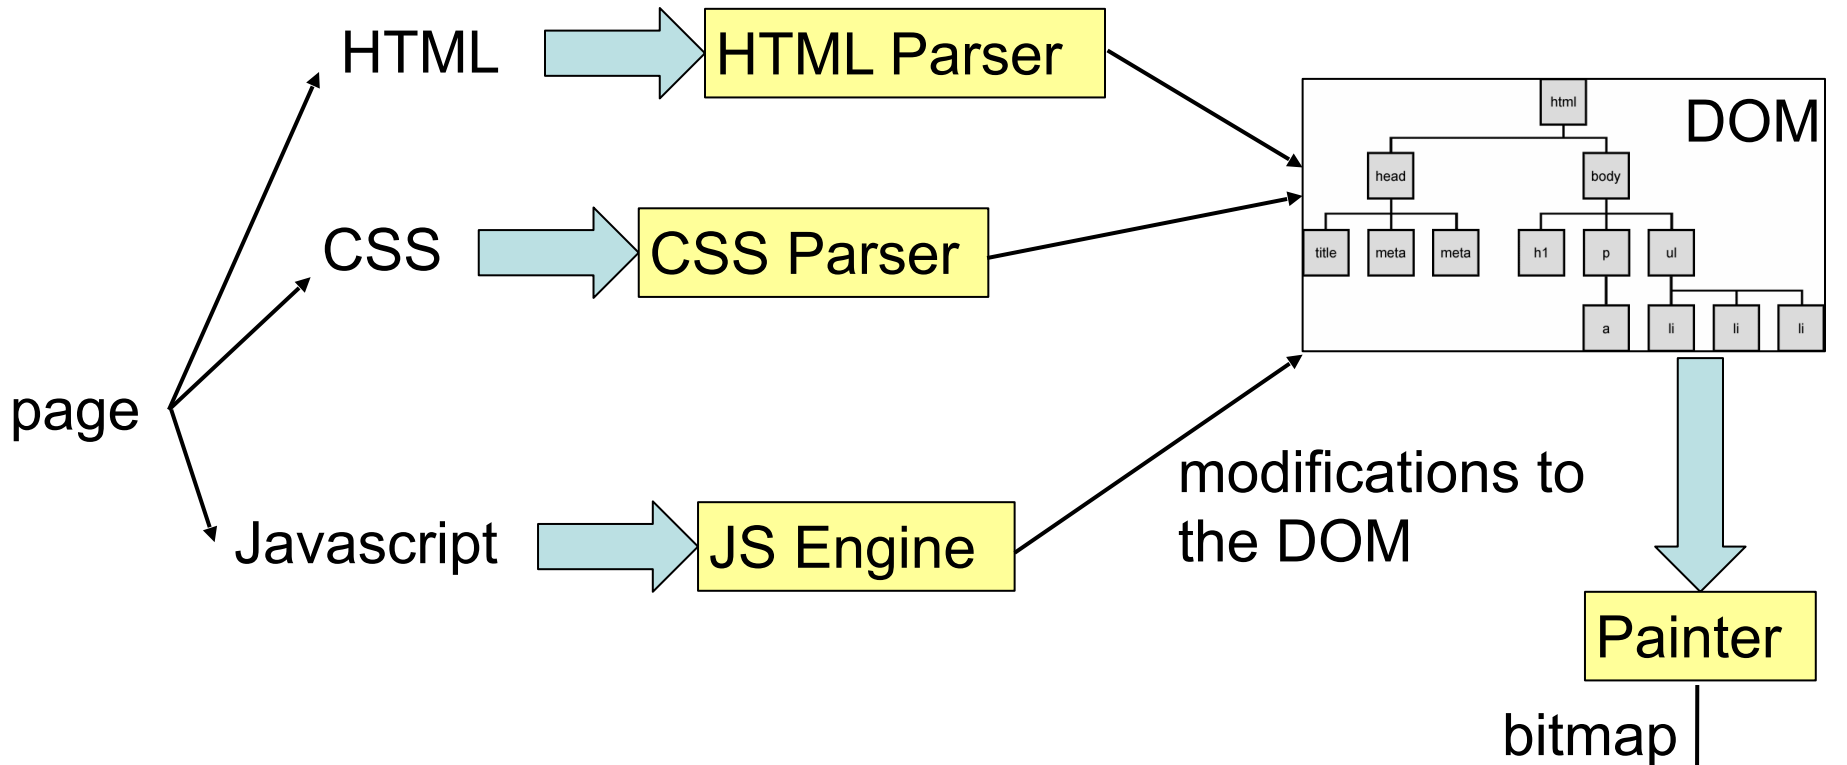 HTML
HTML Parser
DOM
html
head
body
title
meta
meta
h1
p
ul
a
li
li
li
CSS
CSS Parser
page
Javascript
JS Engine
modifications to
the DOM
Painter
bitmap